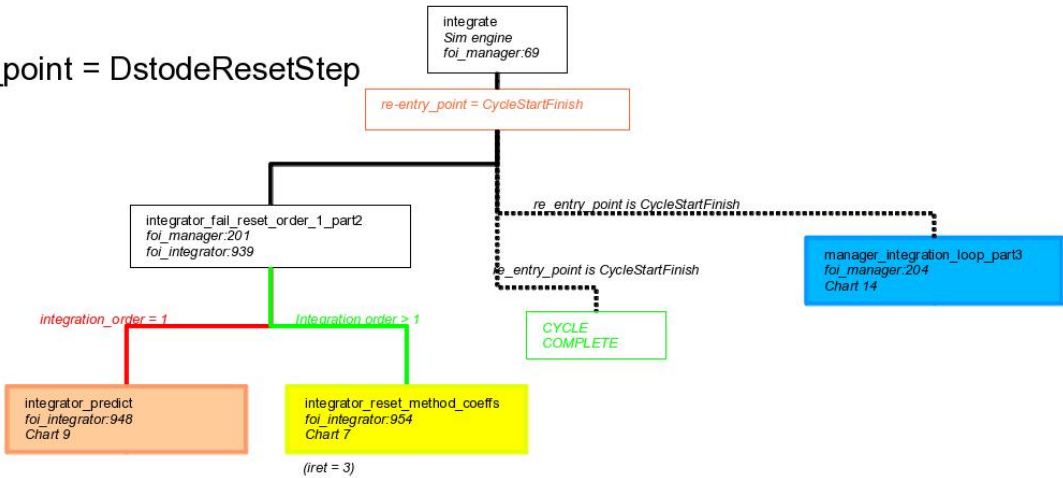 integrate
Sim engine
foi_manager:69
_point = DstodeResetStep
re-entry_point = CycleStartFinish
re_entry_point is CycleStartFinish
integrator_fail_reset_order_1_part2
foi_manager:201
foi_integrator:939
manager_integration_loop_part3
foi_manager:204
Chart 14
re_entry_point is CycleStartFinish
integration_order = 1
Integration order > 1
CYCLE
COMPLETE
integrator_predict
foi_integrator:948
Chart 9
integrator_reset_method_coeffs
foi_integrator:954
Chart 7
(iret = 3)